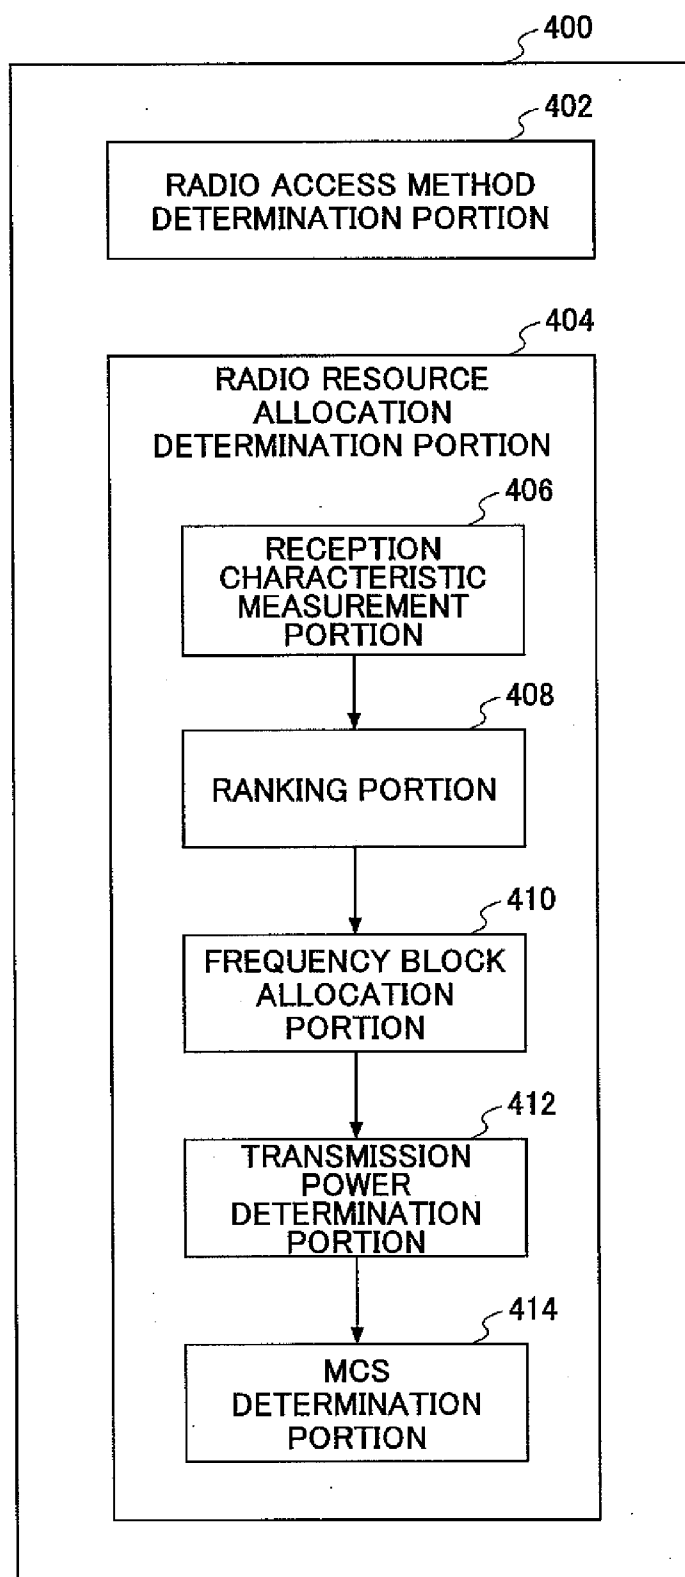 400
402
RADIO ACCESS METHOD
DETERMINATION PORTION
404
RADIO RESOURCE
ALLOCATION
DETERMINATION PORTION
406
RECEPTION
CHARACTERISTIC
MEASUREMENT
PORTION
408
RANKING PORTION
410
FREQUENCY BLOCK
ALLOCATION
PORTION
412
TRANSMISSION
POWER
DETERMINATION
PORTION
414
MCS
DETERMINATION
PORTION